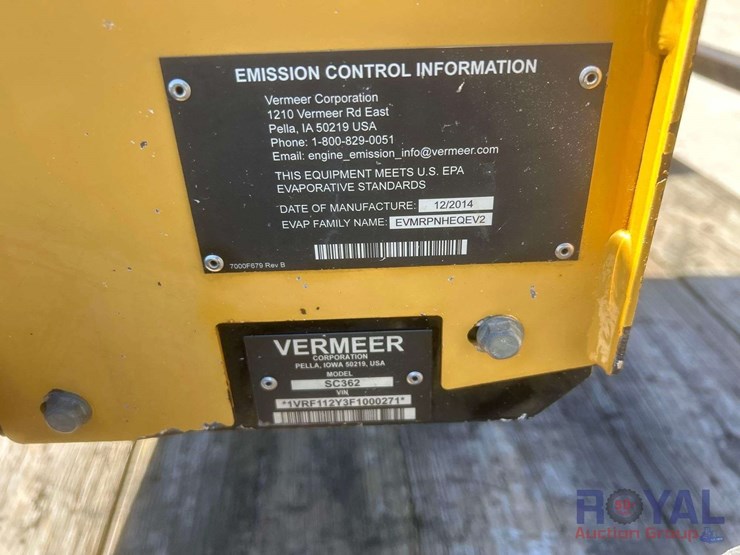 EMISSION CONTROL INFORMATION
Vermeer Corporation
1210 Vermeer Rd East
Pella, IA 50219 USA
Phone: 1-800-829-0051
Email: engine_emission_info@vermeer.com
THIS EQUIPMENT MEETS U.S. EPA
EVAPORATIVE STANDARDS
DATE OF MANUFACTURE: 12/2014
EVAP FAMILY NAME: EVMRPNHEQEV2
7000F679 Rev B
VERMEER
CORPORATION
PELLA, IOWA 50219, USA
MODEL
SC362
VIN
*1VRF112Y3F1000271*
ROYAL
Auction Group